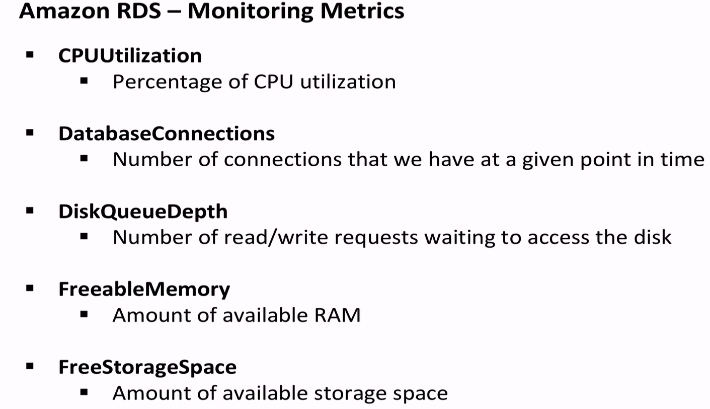 Amazon RDS – Monitoring Metrics
▪ CPUUtilization
▪ Percentage of CPU utilization
▪ DatabaseConnections
▪ Number of connections that we have at a given point in time
▪ DiskQueueDepth
▪ Number of read/write requests waiting to access the disk
▪ FreeableMemory
▪ Amount of available RAM
▪ FreeStorageSpace
▪ Amount of available storage space